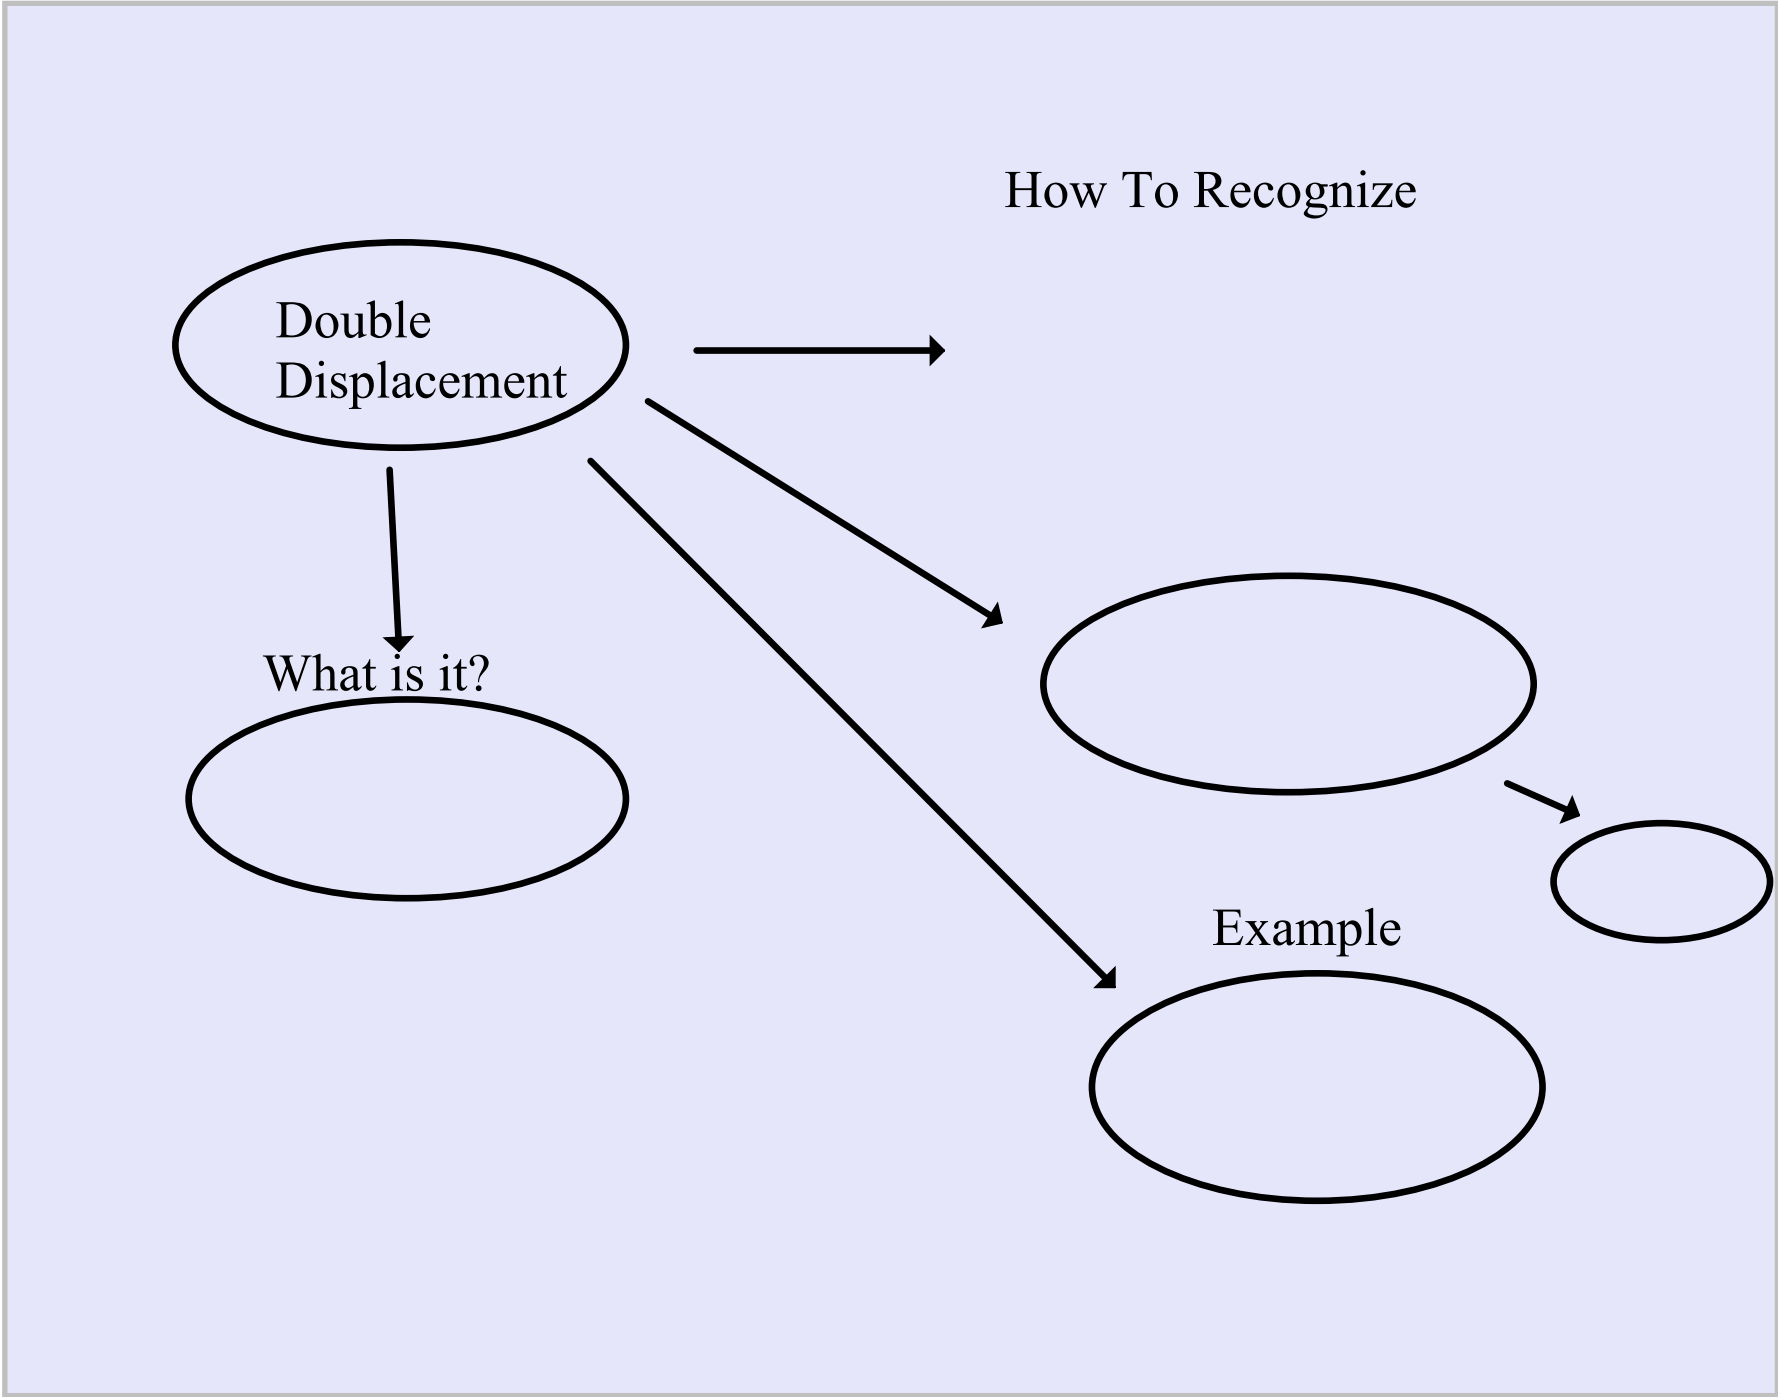 How To Recognize
Double
Displacement
What is it?
Example